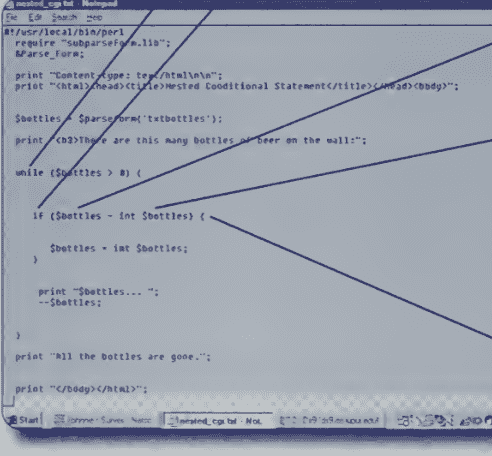 nested_cgi.txt - Notepad
File Edit Search Help
#!/usr/local/bin/perl
require "subparseform.lib";
&Parse_Form;
print "Content-type: text/html\n\n";
print "<html><head><title>Nested Conditional Statement</title></head><body>";
$bottles = $parseform{'txtbottles'};
print "<h3>There are this many bottles of beer on the wall:";
while ($bottles > 0) {
if ($bottles - int $bottles) {
$bottles = int $bottles;
}
print "$bottles... ";
--$bottles;
}
print "All the bottles are gone.";
print "</body></html>";
Start nested_cgi.txt - Not..